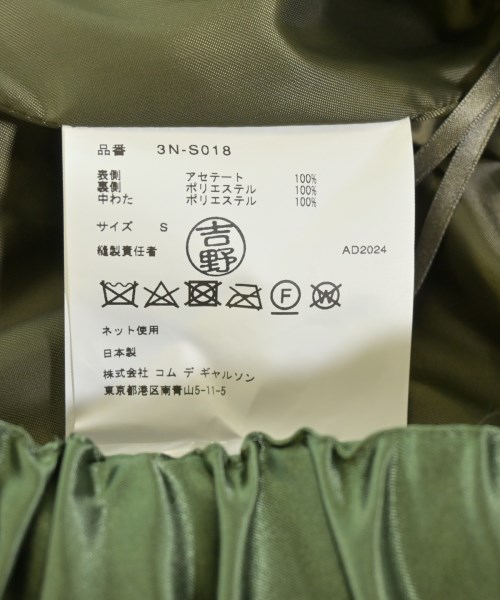 品番 3N-S018
表側 アセテート 100%
裏側 ポリエステル 100%
中わた ポリエステル 100%
サイズ S
縫製責任者 吉野 AD2024
F W
ネット使用
日本製
株式会社 コム デ ギャルソン
東京都港区南青山5-11-5